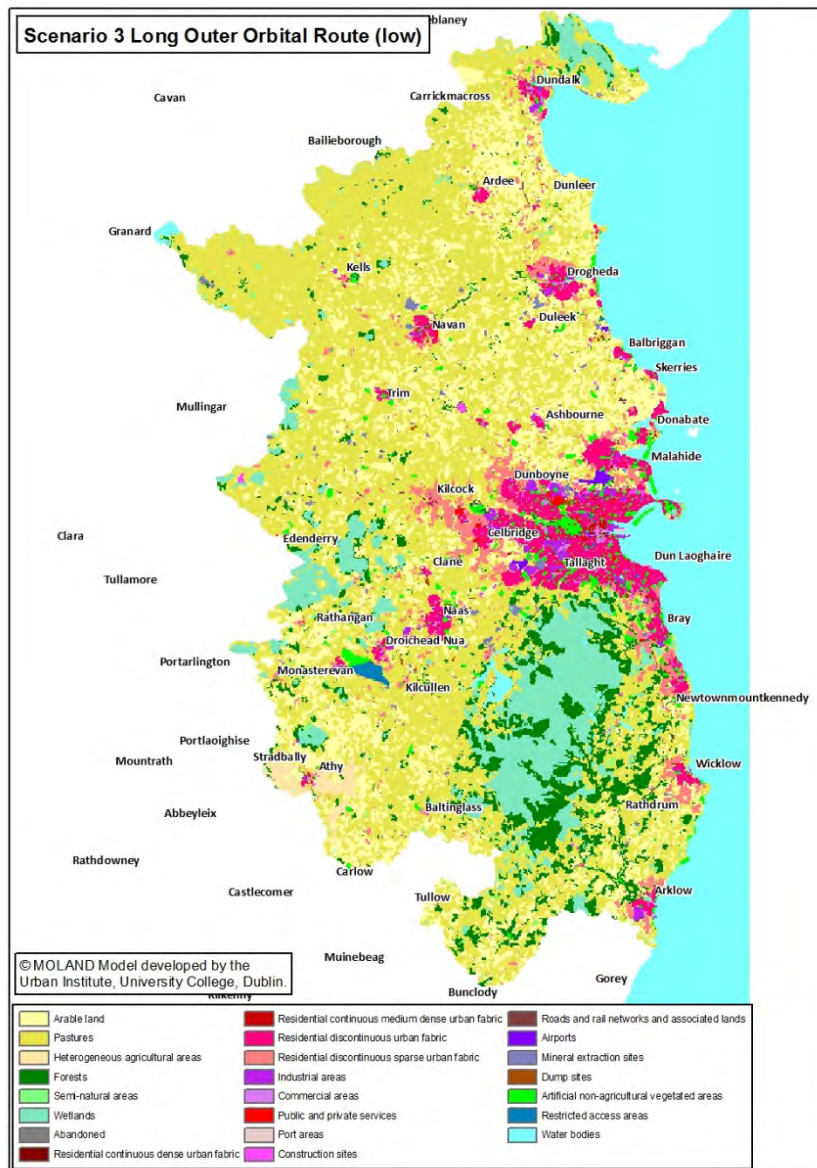 blaney
Scenario 3 Long Outer Orbital Route (low)
Dundalk
Cavan
Carrickmacross
Bailieborough
Ardee
Dunleer
Granard
Kells
Drogheda
Navan
Duleek
Balbriggan
Skerries
Trim
Mullingar
Ashbourne
Donabate
Malahide
Dunboyne
Kilcock
Clara
Edenderry
Celbridge
Dun Laoghaire
Clane
Tallaght
Tullamore
Naas
Rathangan
Bray
Droichead Nua
Portarlington
Monasterevan
Kilcullen
Newtownmountkennedy
Portlaoighise
Stradbally
Mountrath
Athy
Wicklow
Abbeyleix
Baltinglass
Rathdrum
Rathdowney
Carlow
Castlecomer
Tullow
Arklow
Muinebeag
© MOLAND Model developed by the
Urban Institute, University College, Dublin.
Gorey
Kilkenny
Bunclody
Arable land
Pastures
Heterogeneous agricultural areas
Forests
Semi-natural areas
Wetlands
Abandoned
Residential continuous dense urban fabric
Residential continuous medium dense urban fabric
Residential discontinuous urban fabric
Residential discontinuous sparse urban fabric
Industrial areas
Commercial areas
Public and private services
Port areas
Construction sites
Roads and rail networks and associated lands
Airports
Mineral extraction sites
Dump sites
Artificial non-agricultural vegetated areas
Restricted access areas
Water bodies